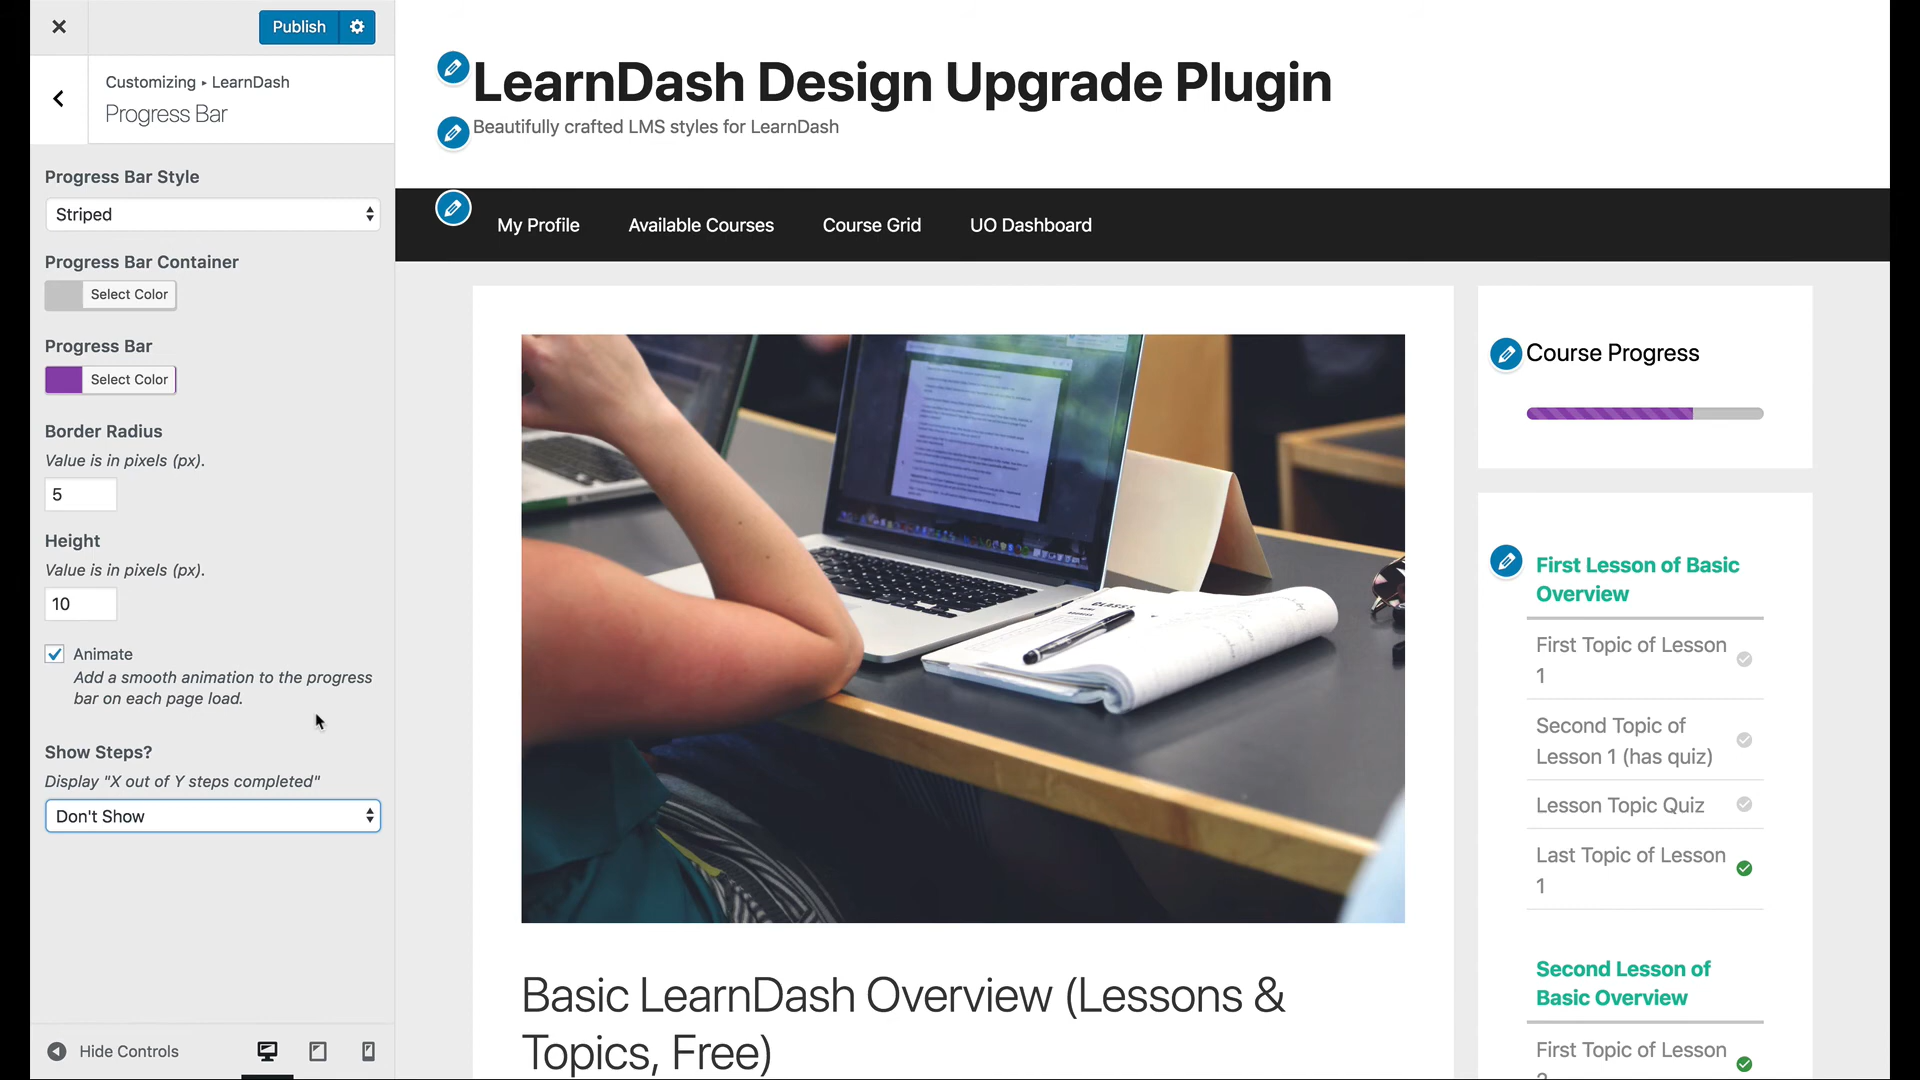 Publish
Customizing ▸ LearnDash
Progress Bar
Progress Bar Style
Striped
Progress Bar Container
Select Color
Progress Bar
Select Color
Border Radius
Value is in pixels (px).
5
Height
Value is in pixels (px).
10
Animate
Add a smooth animation to the progress
bar on each page load.
Show Steps?
Display "X out of Y steps completed"
Don't Show
Hide Controls
LearnDash Design Upgrade Plugin
Beautifully crafted LMS styles for LearnDash
My Profile
Available Courses
Course Grid
UO Dashboard
Basic LearnDash Overview (Lessons &
Topics, Free)
Course Progress
First Lesson of Basic
Overview
First Topic of Lesson
1
Second Topic of
Lesson 1 (has quiz)
Lesson Topic Quiz
Last Topic of Lesson
1
Second Lesson of
Basic Overview
First Topic of Lesson